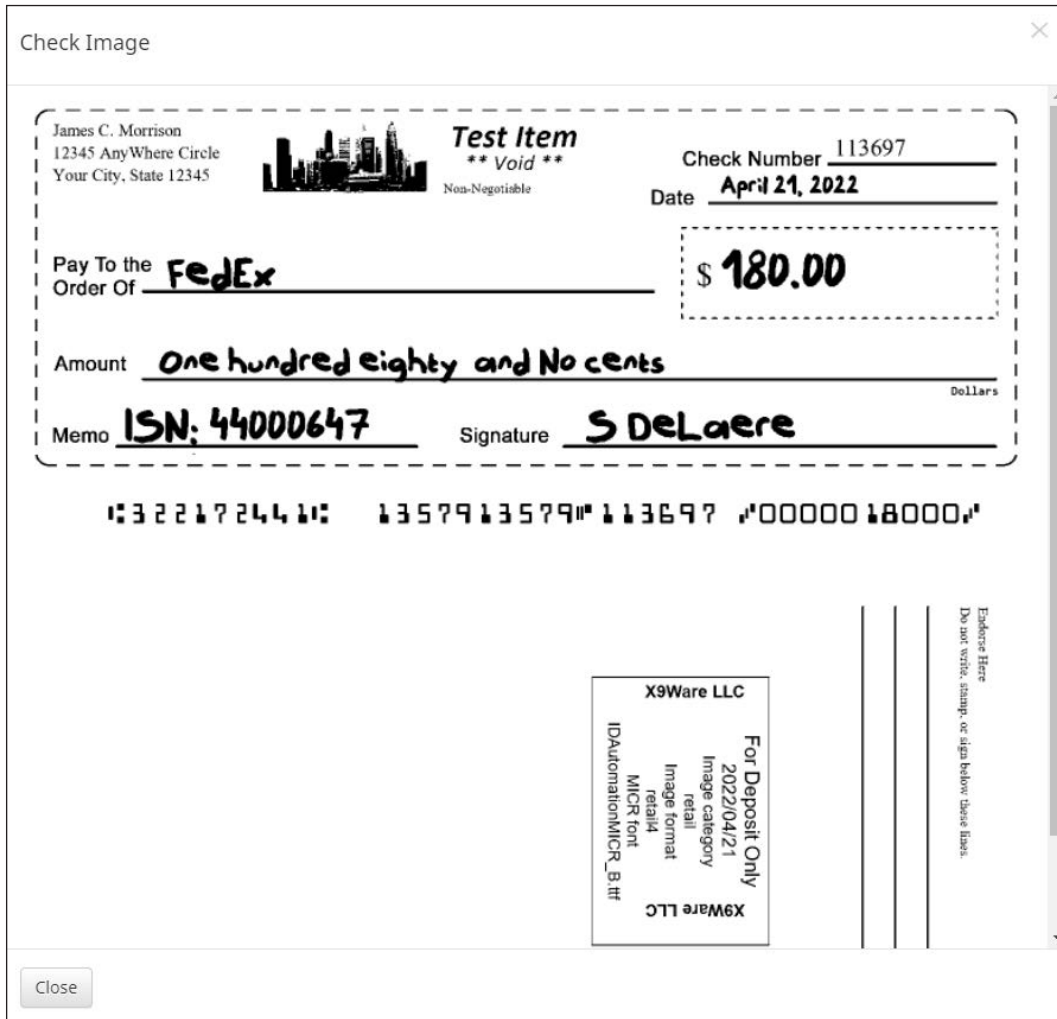 Check Image
James C. Morrison
12345 AnyWhere Circle
Your City, State 12345
Test Item
** Void **
Non-Negotiable
Check Number 113697
Date April 21, 2022
Pay To the
Order Of FedEx
$ 180.00
Amount One hundred eighty and No cents
Dollars
Memo ISN: 44000647
Signature S DeLaere
⑆322172441⑆ 1357913579⑈113697 ⑇0000018000⑇
Endorse Here
Do not write, stamp, or sign below these lines.
X9Ware LLC
For Deposit Only
2022/04/21
Image category
retail
Image format
retail4
MICR font
IDAutomationMICR_B.ttf
X9Ware LLC
Close